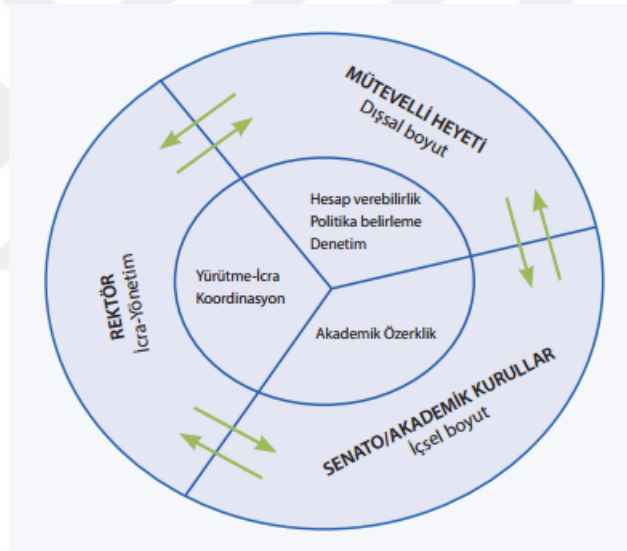 MÜTEVELLİ HEYETİ
Dışsal boyut
Hesap verebilirlik
Politika belirleme
Denetim
REKTÖR
İcra-Yönetim
Yürütme-İcra
Koordinasyon
Akademik Özerklik
SENATO/AKADEMİK KURULLAR
İçsel boyut